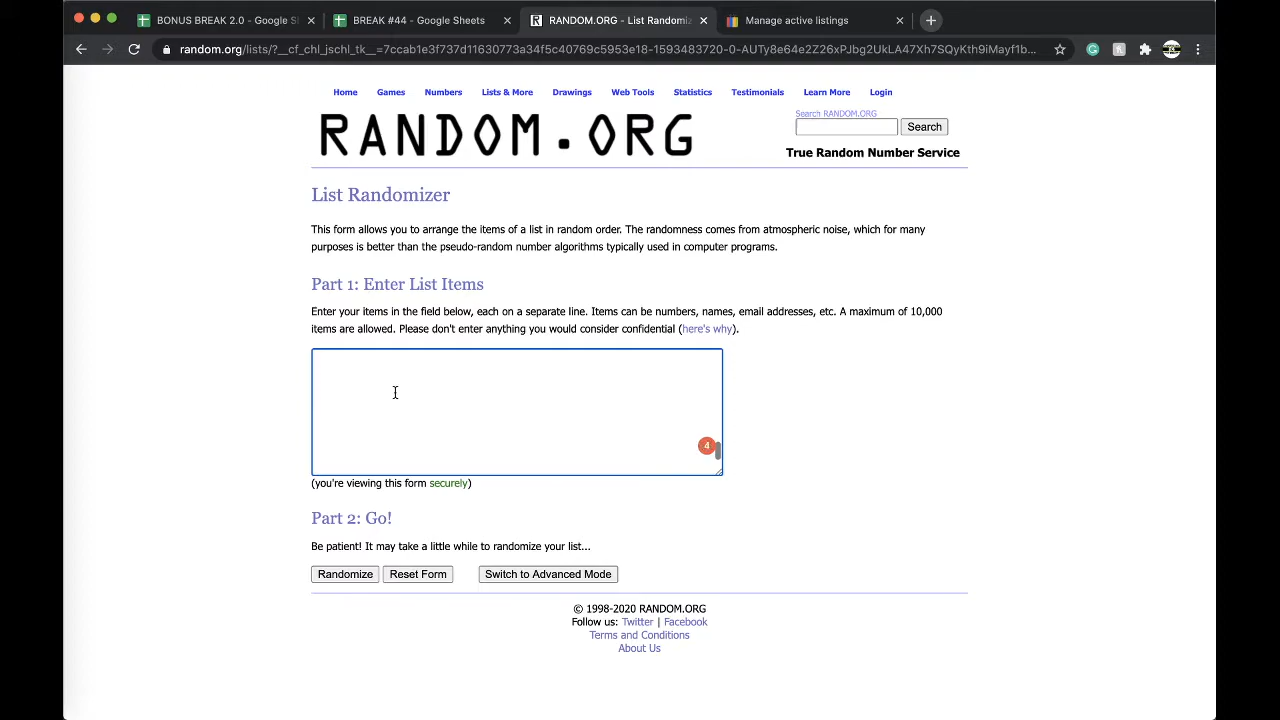 BONUS BREAK 2.0 - Google S
BREAK #44 - Google Sheets
RANDOM.ORG - List Randomiz
Manage active listings
random.org/lists/?__cf_chl_jschl_tk__=7ccab1e3f737d11630773a34f5c40769c5953e18-1593483720-0-AUTy8e64e2Z26xPJbg2UkLA47Xh7SQyKth9iMayf1b...
Home Games Numbers Lists & More Drawings Web Tools Statistics Testimonials Learn More Login
RANDOM.ORG
Search RANDOM.ORG
Search
True Random Number Service
List Randomizer
This form allows you to arrange the items of a list in random order. The randomness comes from atmospheric noise, which for many
purposes is better than the pseudo-random number algorithms typically used in computer programs.
Part 1: Enter List Items
Enter your items in the field below, each on a separate line. Items can be numbers, names, email addresses, etc. A maximum of 10,000
items are allowed. Please don't enter anything you would consider confidential (here's why).
4
(you're viewing this form securely)
Part 2: Go!
Be patient! It may take a little while to randomize your list...
Randomize Reset Form Switch to Advanced Mode
© 1998-2020 RANDOM.ORG
Follow us: Twitter | Facebook
Terms and Conditions
About Us